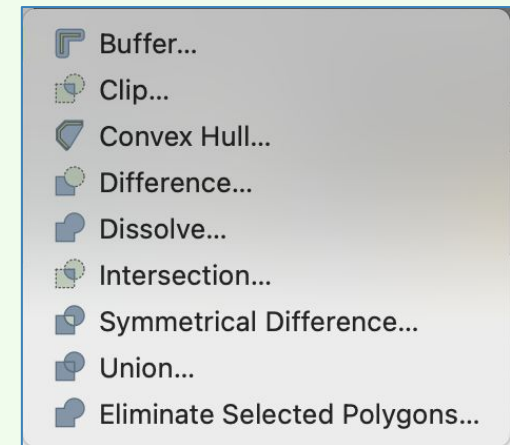 Buffer...
Clip...
Convex Hull...
Difference...
Dissolve...
Intersection...
Symmetrical Difference...
Union...
Eliminate Selected Polygons...